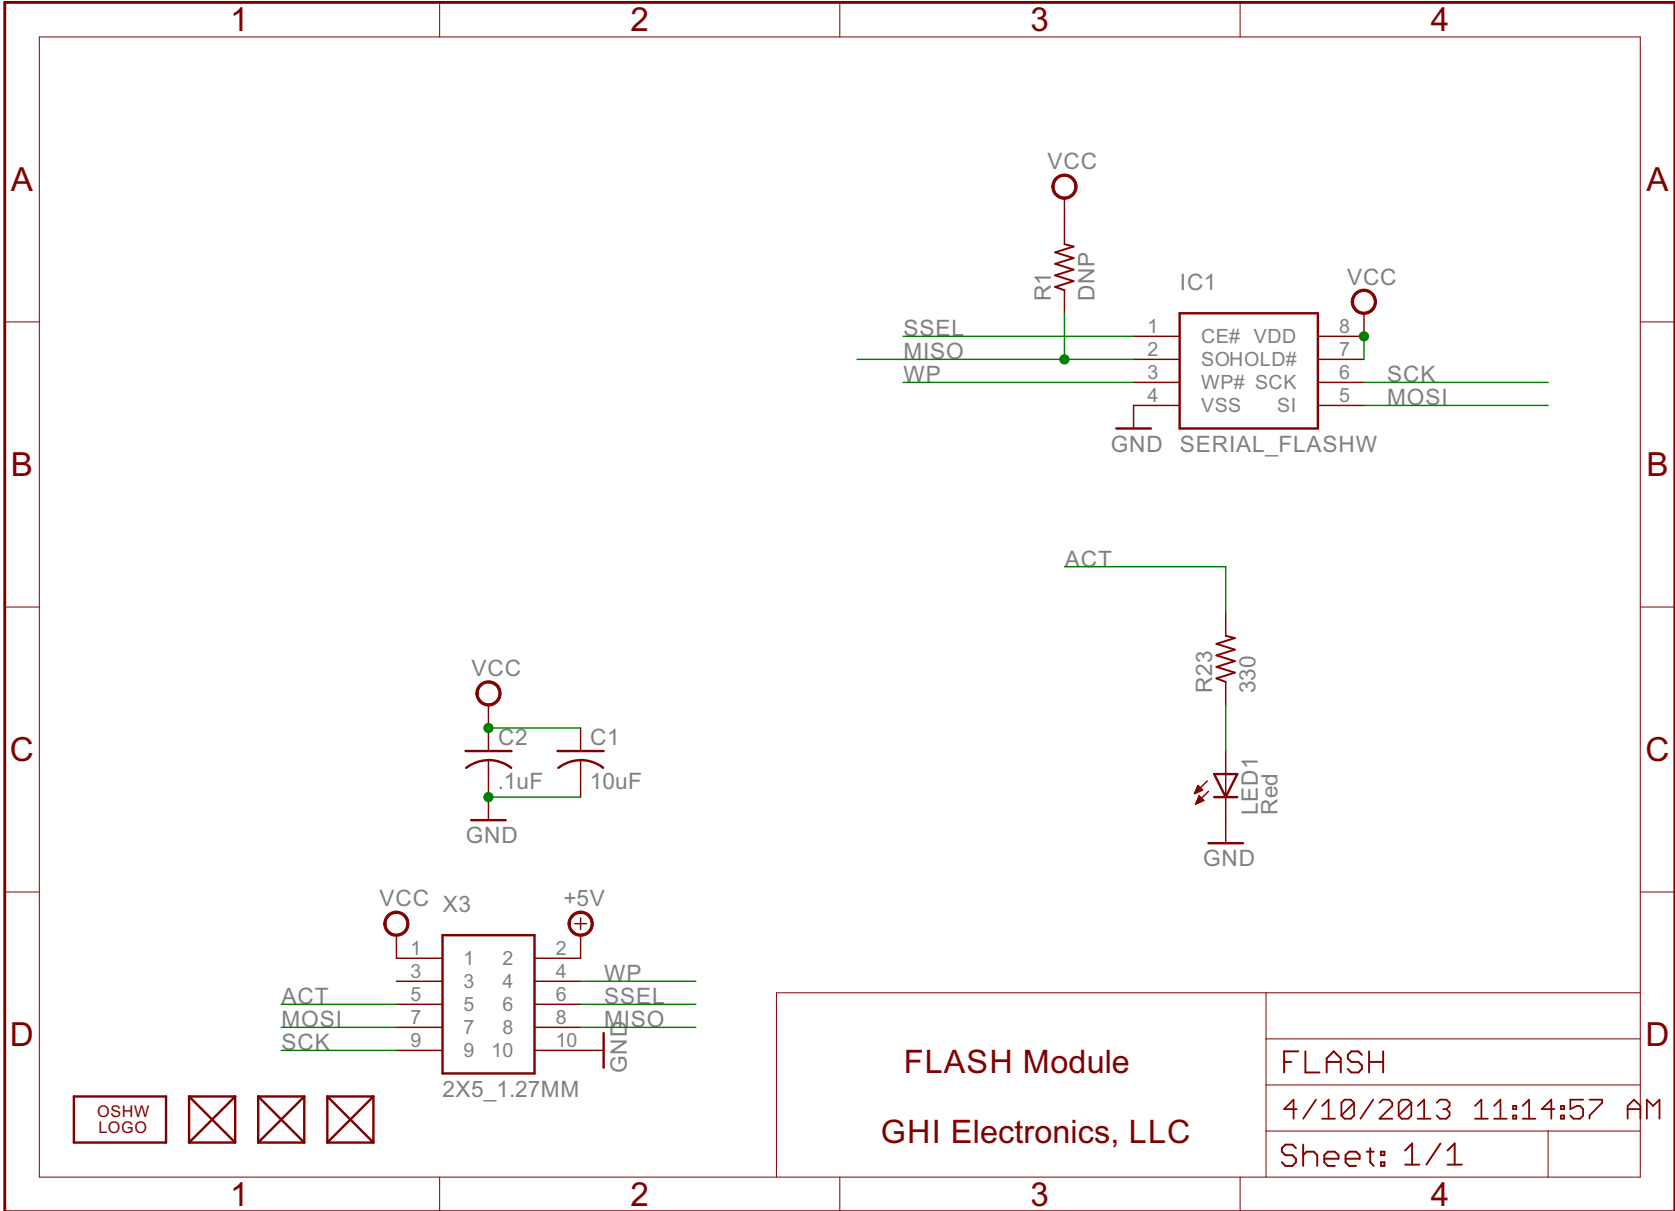 1 2 3 4
A A
VCC
R1
DNP
IC1
VCC
SSEL 1 CE# VDD 8
MISO 2 SOHOLD# 7
WP 3 WP# SCK 6 SCK
4 VSS SI 5 MOSI
GND SERIAL_FLASHW
B B
ACT
R23
330
VCC
C2 C1
.1uF 10uF
GND
C C
LED1
Red
GND
VCC X3 +5V
1 1 2 2
3 3 4 4 WP
ACT 5 5 6 6 SSEL
MOSI 7 7 8 8 MISO
SCK 9 9 10 10 GND
2X5_1.27MM
D D
OSHW
LOGO
FLASH Module
GHI Electronics, LLC
FLASH
4/10/2013 11:14:57 AM
Sheet: 1/1
1 2 3 4